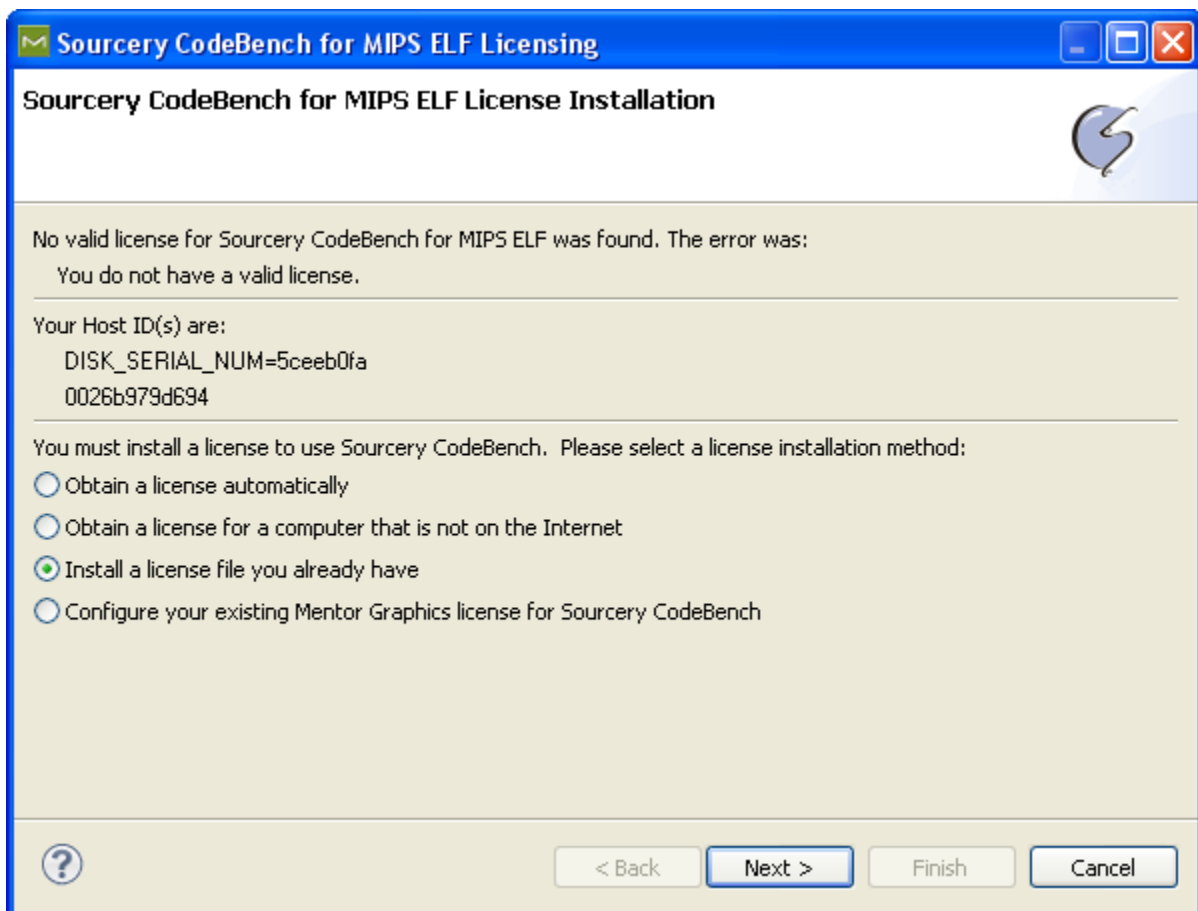 Sourcery CodeBench for MIPS ELF Licensing
Sourcery CodeBench for MIPS ELF License Installation
No valid license for Sourcery CodeBench for MIPS ELF was found. The error was:
You do not have a valid license.
Your Host ID(s) are:
DISK_SERIAL_NUM=5ceeb0fa
0026b979d694
You must install a license to use Sourcery CodeBench.  Please select a license installation method:
Obtain a license automatically
Obtain a license for a computer that is not on the Internet
Install a license file you already have
Configure your existing Mentor Graphics license for Sourcery CodeBench
? < Back Next > Finish Cancel